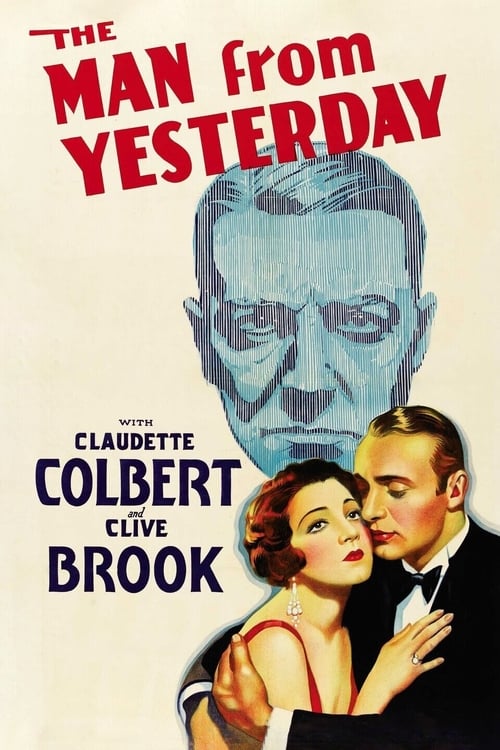 THE
MAN from
YESTERDAY
WITH
CLAUDETTE
COLBERT
and
CLIVE
BROOK